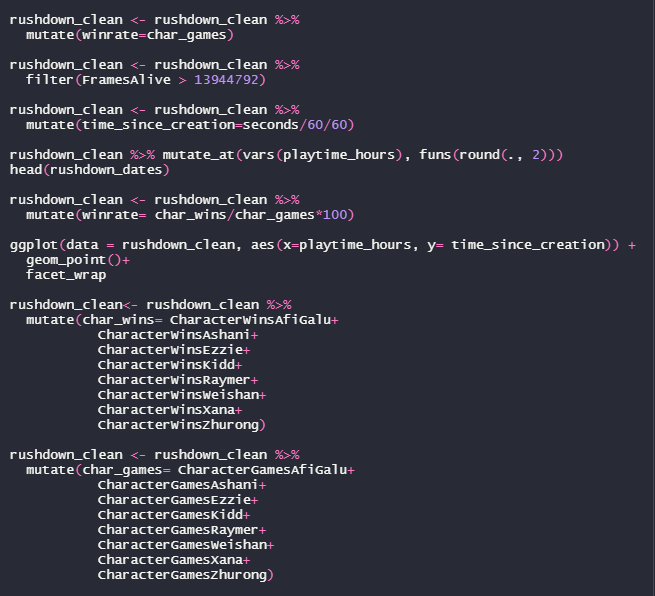 rushdown_clean <- rushdown_clean %>%
mutate(winrate=char_games)
rushdown_clean <- rushdown_clean %>%
filter(FramesAlive > 13944792)
rushdown_clean <- rushdown_clean %>%
mutate(time_since_creation=seconds/60/60)
rushdown_clean %>% mutate_at(vars(playtime_hours), funs(round(., 2)))
head(rushdown_dates)
rushdown_clean <- rushdown_clean %>%
mutate(winrate= char_wins/char_games*100)
ggplot(data = rushdown_clean, aes(x=playtime_hours, y= time_since_creation)) +
geom_point()+
facet_wrap
rushdown_clean<- rushdown_clean %>%
mutate(char_wins= CharacterWinsAfiGalu+
CharacterWinsAshani+
CharacterWinsEzzie+
CharacterWinsKidd+
CharacterWinsRaymer+
CharacterWinsWeishan+
CharacterWinsXana+
CharacterWinsZhurong)
rushdown_clean <- rushdown_clean %>%
mutate(char_games= CharacterGamesAfiGalu+
CharacterGamesAshani+
CharacterGamesEzzie+
CharacterGamesKidd+
CharacterGamesRaymer+
CharacterGamesWeishan+
CharacterGamesXana+
CharacterGamesZhurong)